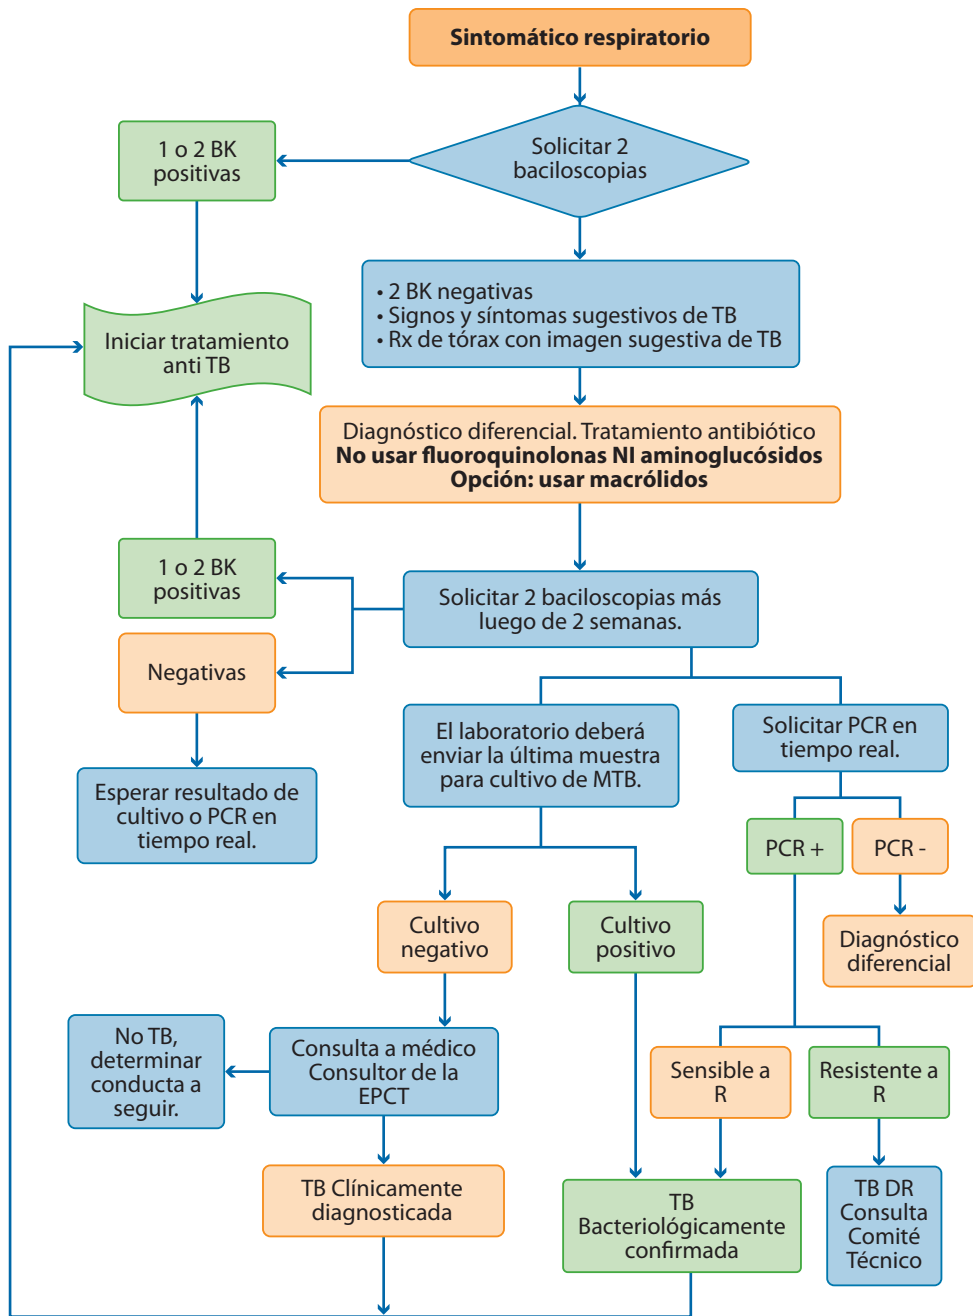 Sintomático respiratorio
Solicitar 2
baciloscopias
1 o 2 BK
positivas
• 2 BK negativas
• Signos y síntomas sugestivos de TB
• Rx de tórax con imagen sugestiva de TB
Iniciar tratamiento
anti TB
Diagnóstico diferencial. Tratamiento antibiótico
No usar fluoroquinolonas NI aminoglucósidos
Opción: usar macrólidos
1 o 2 BK
positivas
Solicitar 2 baciloscopias más
luego de 2 semanas.
Negativas
Esperar resultado de
cultivo o PCR en
tiempo real.
El laboratorio deberá
enviar la última muestra
para cultivo de MTB.
Solicitar PCR en
tiempo real.
PCR +
PCR -
Cultivo
negativo
Cultivo
positivo
Diagnóstico
diferencial
No TB,
determinar
conducta a
seguir.
Consulta a médico
Consultor de la
EPCT
Sensible a
R
Resistente a
R
TB Clínicamente
diagnosticada
TB
Bacteriológicamente
confirmada
TB DR
Consulta
Comité
Técnico